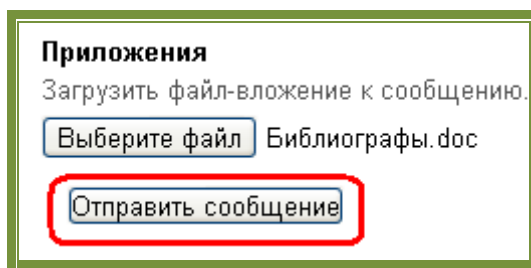 Приложения
Загрузить файл-вложение к сообщению.
Выберите файл Библиографы.doc
Отправить сообщение